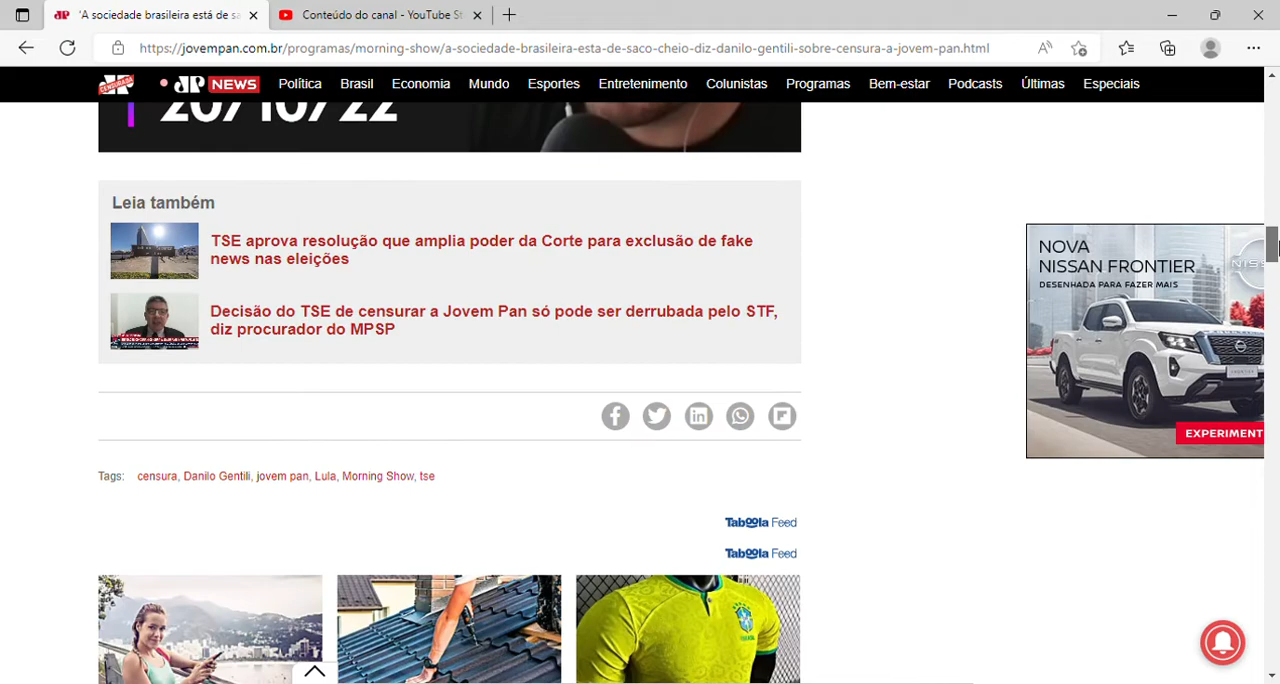 'A sociedade brasileira está de sa
Conteúdo do canal - YouTube St
https://jovempan.com.br/programas/morning-show/a-sociedade-brasileira-esta-de-saco-cheio-diz-danilo-gentili-sobre-censura-a-jovem-pan.html
CENSURADA
JP NEWS Política Brasil Economia Mundo Esportes Entretenimento Colunistas Programas Bem-estar Podcasts Últimas Especiais
20/10/22
Leia também
TSE aprova resolução que amplia poder da Corte para exclusão de fake
news nas eleições
Decisão do TSE de censurar a Jovem Pan só pode ser derrubada pelo STF,
diz procurador do MPSP
Tags: censura, Danilo Gentili, jovem pan, Lula, Morning Show, tse
Taboola Feed
Taboola Feed
NOVA
NISSAN FRONTIER
DESENHADA PARA FAZER MAIS
EXPERIMENT
BRASIL